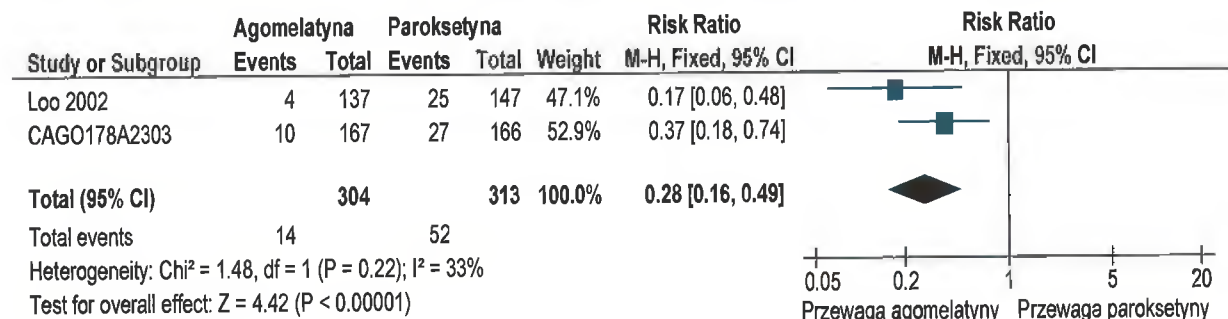 Agomelatyna Paroksetyna Risk Ratio Risk Ratio
Study or Subgroup Events Total Events Total Weight M-H, Fixed, 95% CI M-H, Fixed, 95% CI
Loo 2002 4 137 25 147 47.1% 0.17 [0.06, 0.48]
CAGO178A2303 10 167 27 166 52.9% 0.37 [0.18, 0.74]
Total (95% CI) 304 313 100.0% 0.28 [0.16, 0.49]
Total events 14 52
Heterogeneity: Chi² = 1.48, df = 1 (P = 0.22); I² = 33%
Test for overall effect: Z = 4.42 (P < 0.00001)
0.05 0.2 1 5 20
Przewaga agomelatyny Przewaga paroksetyny